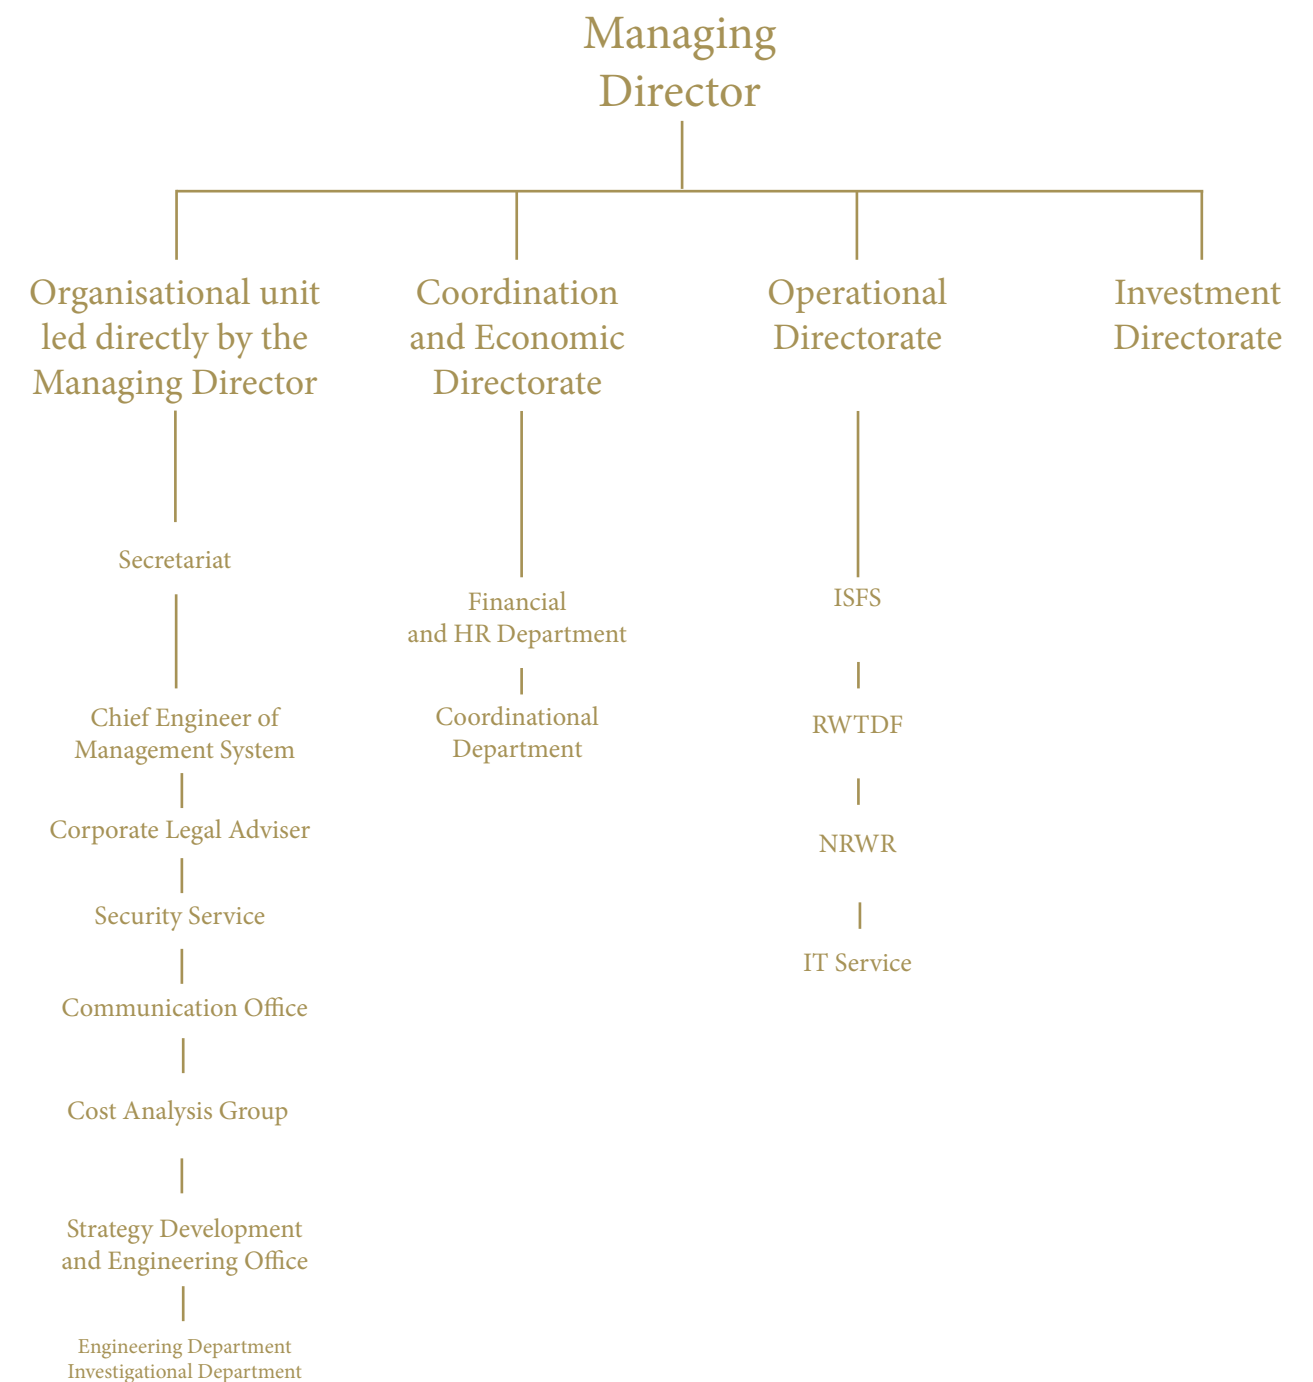 Managing
Director
Organisational unit
led directly by the
Managing Director
Coordination
and Economic
Directorate
Operational
Directorate
Investment
Directorate
Secretariat
Chief Engineer of
Management System
Corporate Legal Adviser
Security Service
Communication Office
Cost Analysis Group
Strategy Development
and Engineering Office
Engineering Department
Investigational Department
Financial
and HR Department
Coordinational
Department
ISFS
RWTDF
NRWR
IT Service